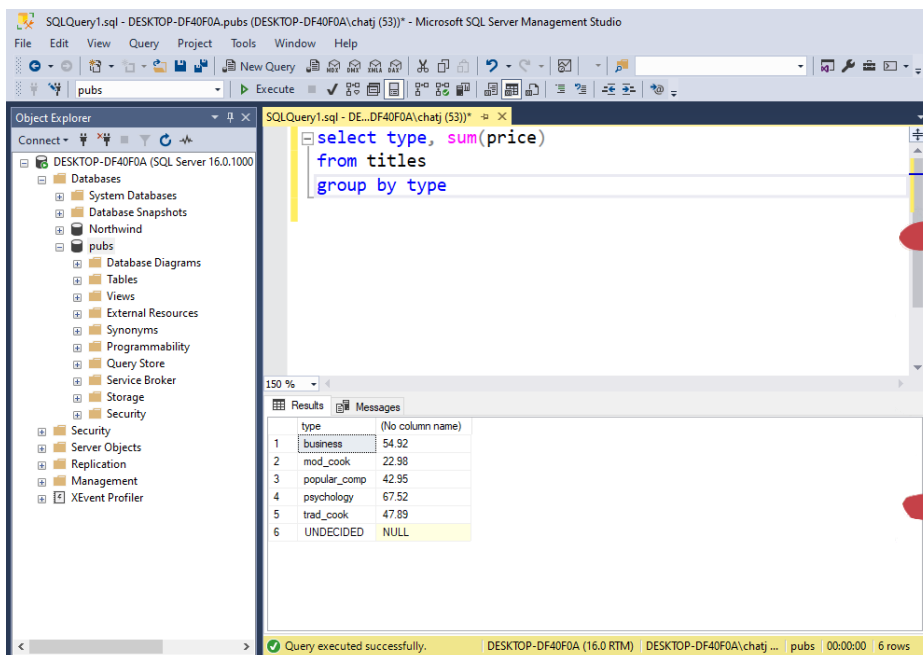 SQLQuery1.sql - DESKTOP-DF40F0A.pubs (DESKTOP-DF40F0A\chatj (53))* - Microsoft SQL Server Management Studio
File Edit View Query Project Tools Window Help
New Query MDX DMX XMLA DAX
pubs Execute
Object Explorer
Connect
DESKTOP-DF40F0A (SQL Server 16.0.1000
Databases
System Databases
Database Snapshots
Northwind
pubs
Database Diagrams
Tables
Views
External Resources
Synonyms
Programmability
Query Store
Service Broker
Storage
Security
Security
Server Objects
Replication
Management
XEvent Profiler
SQLQuery1.sql - DE...DF40F0A\chatj (53))*
select type, sum(price)
from titles
group by type
150 %
Results Messages
type (No column name)
1 business 54.92
2 mod_cook 22.98
3 popular_comp 42.95
4 psychology 67.52
5 trad_cook 47.89
6 UNDECIDED NULL
Query executed successfully. DESKTOP-DF40F0A (16.0 RTM) DESKTOP-DF40F0A\chatj ... pubs 00:00:00 6 rows